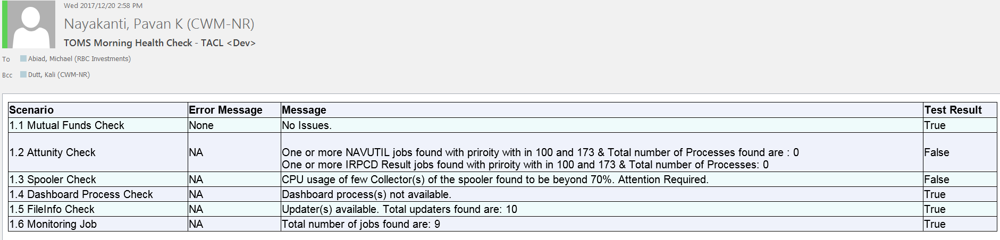 Wed 2017/12/20 2:58 PM
Nayakanti, Pavan K (CWM-NR)
TOMS Morning Health Check - TACL <Dev>
To Abiad, Michael (RBC Investments)
Bcc Dutt, Kali (CWM-NR)
Scenario Error Message Message Test Result
1.1 Mutual Funds Check None No Issues. True
1.2 Attunity Check NA One or more NAVUTIL jobs found with priroity with in 100 and 173 & Total number of Processes found are : 0 False
One or more IRPCD Result jobs found with priroity with in 100 and 173 & Total number of Processes: 0
1.3 Spooler Check NA CPU usage of few Collector(s) of the spooler found to be beyond 70%. Attention Required. False
1.4 Dashboard Process Check NA Dashboard process(s) not available. True
1.5 FileInfo Check NA Updater(s) available. Total updaters found are: 10 True
1.6 Monitoring Job NA Total number of jobs found are: 9 True